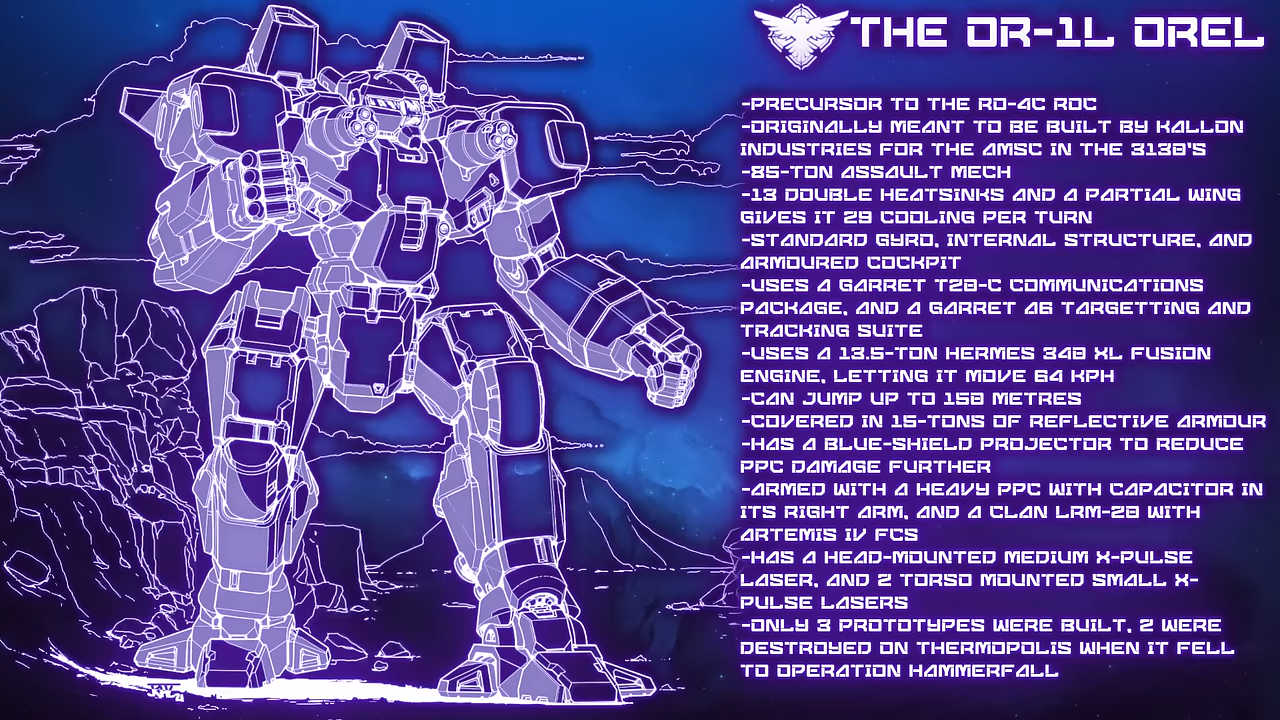 THE OR-1L OREL
-PRECURSOR TO THE RO-4C ROC
-ORIGINALLY MEANT TO BE BUILT BY KALLON
INDUSTRIES FOR THE AMSC IN THE 3130'S
-85-TON ASSAULT MECH
-13 DOUBLE HEATSINKS AND A PARTIAL WING
GIVES IT 29 COOLING PER TURN
-STANDARD GYRO, INTERNAL STRUCTURE, AND
ARMOURED COCKPIT
-USES A GARRET T20-C COMMUNICATIONS
PACKAGE, AND A GARRET A6 TARGETTING AND
TRACKING SUITE
-USES A 13.5-TON HERMES 340 XL FUSION
ENGINE, LETTING IT MOVE 64 KPH
-CAN JUMP UP TO 150 METRES
-COVERED IN 15-TONS OF REFLECTIVE ARMOUR
-HAS A BLUE-SHIELD PROJECTOR TO REDUCE
PPC DAMAGE FURTHER
-ARMED WITH A HEAVY PPC WITH CAPACITOR IN
ITS RIGHT ARM, AND A CLAN LRM-20 WITH
ARTEMIS IV FCS
-HAS A HEAD-MOUNTED MEDIUM X-PULSE
LASER, AND 2 TORSO MOUNTED SMALL X-
PULSE LASERS
-ONLY 3 PROTOTYPES WERE BUILT, 2 WERE
DESTROYED ON THERMOPOLIS WHEN IT FELL
TO OPERATION HAMMERFALL